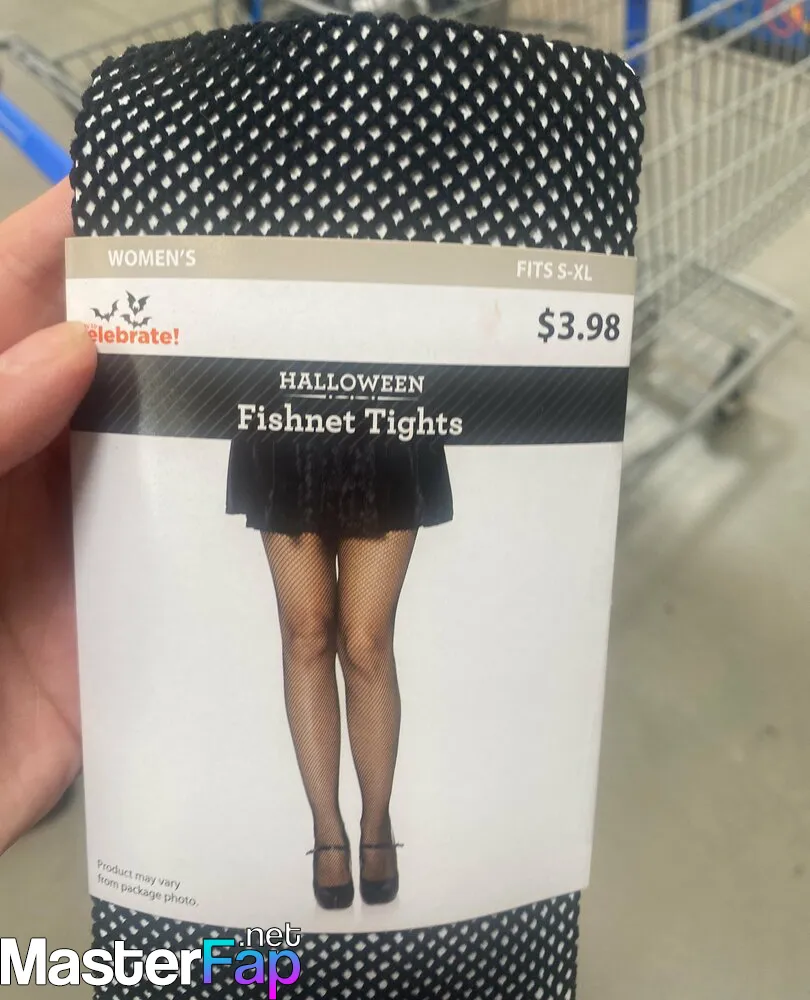 WOMEN'S
FITS S-XL
elebrate!
$3.98
HALLOWEEN
Fishnet Tights
Product may vary
from package photo.
MasterFap.net